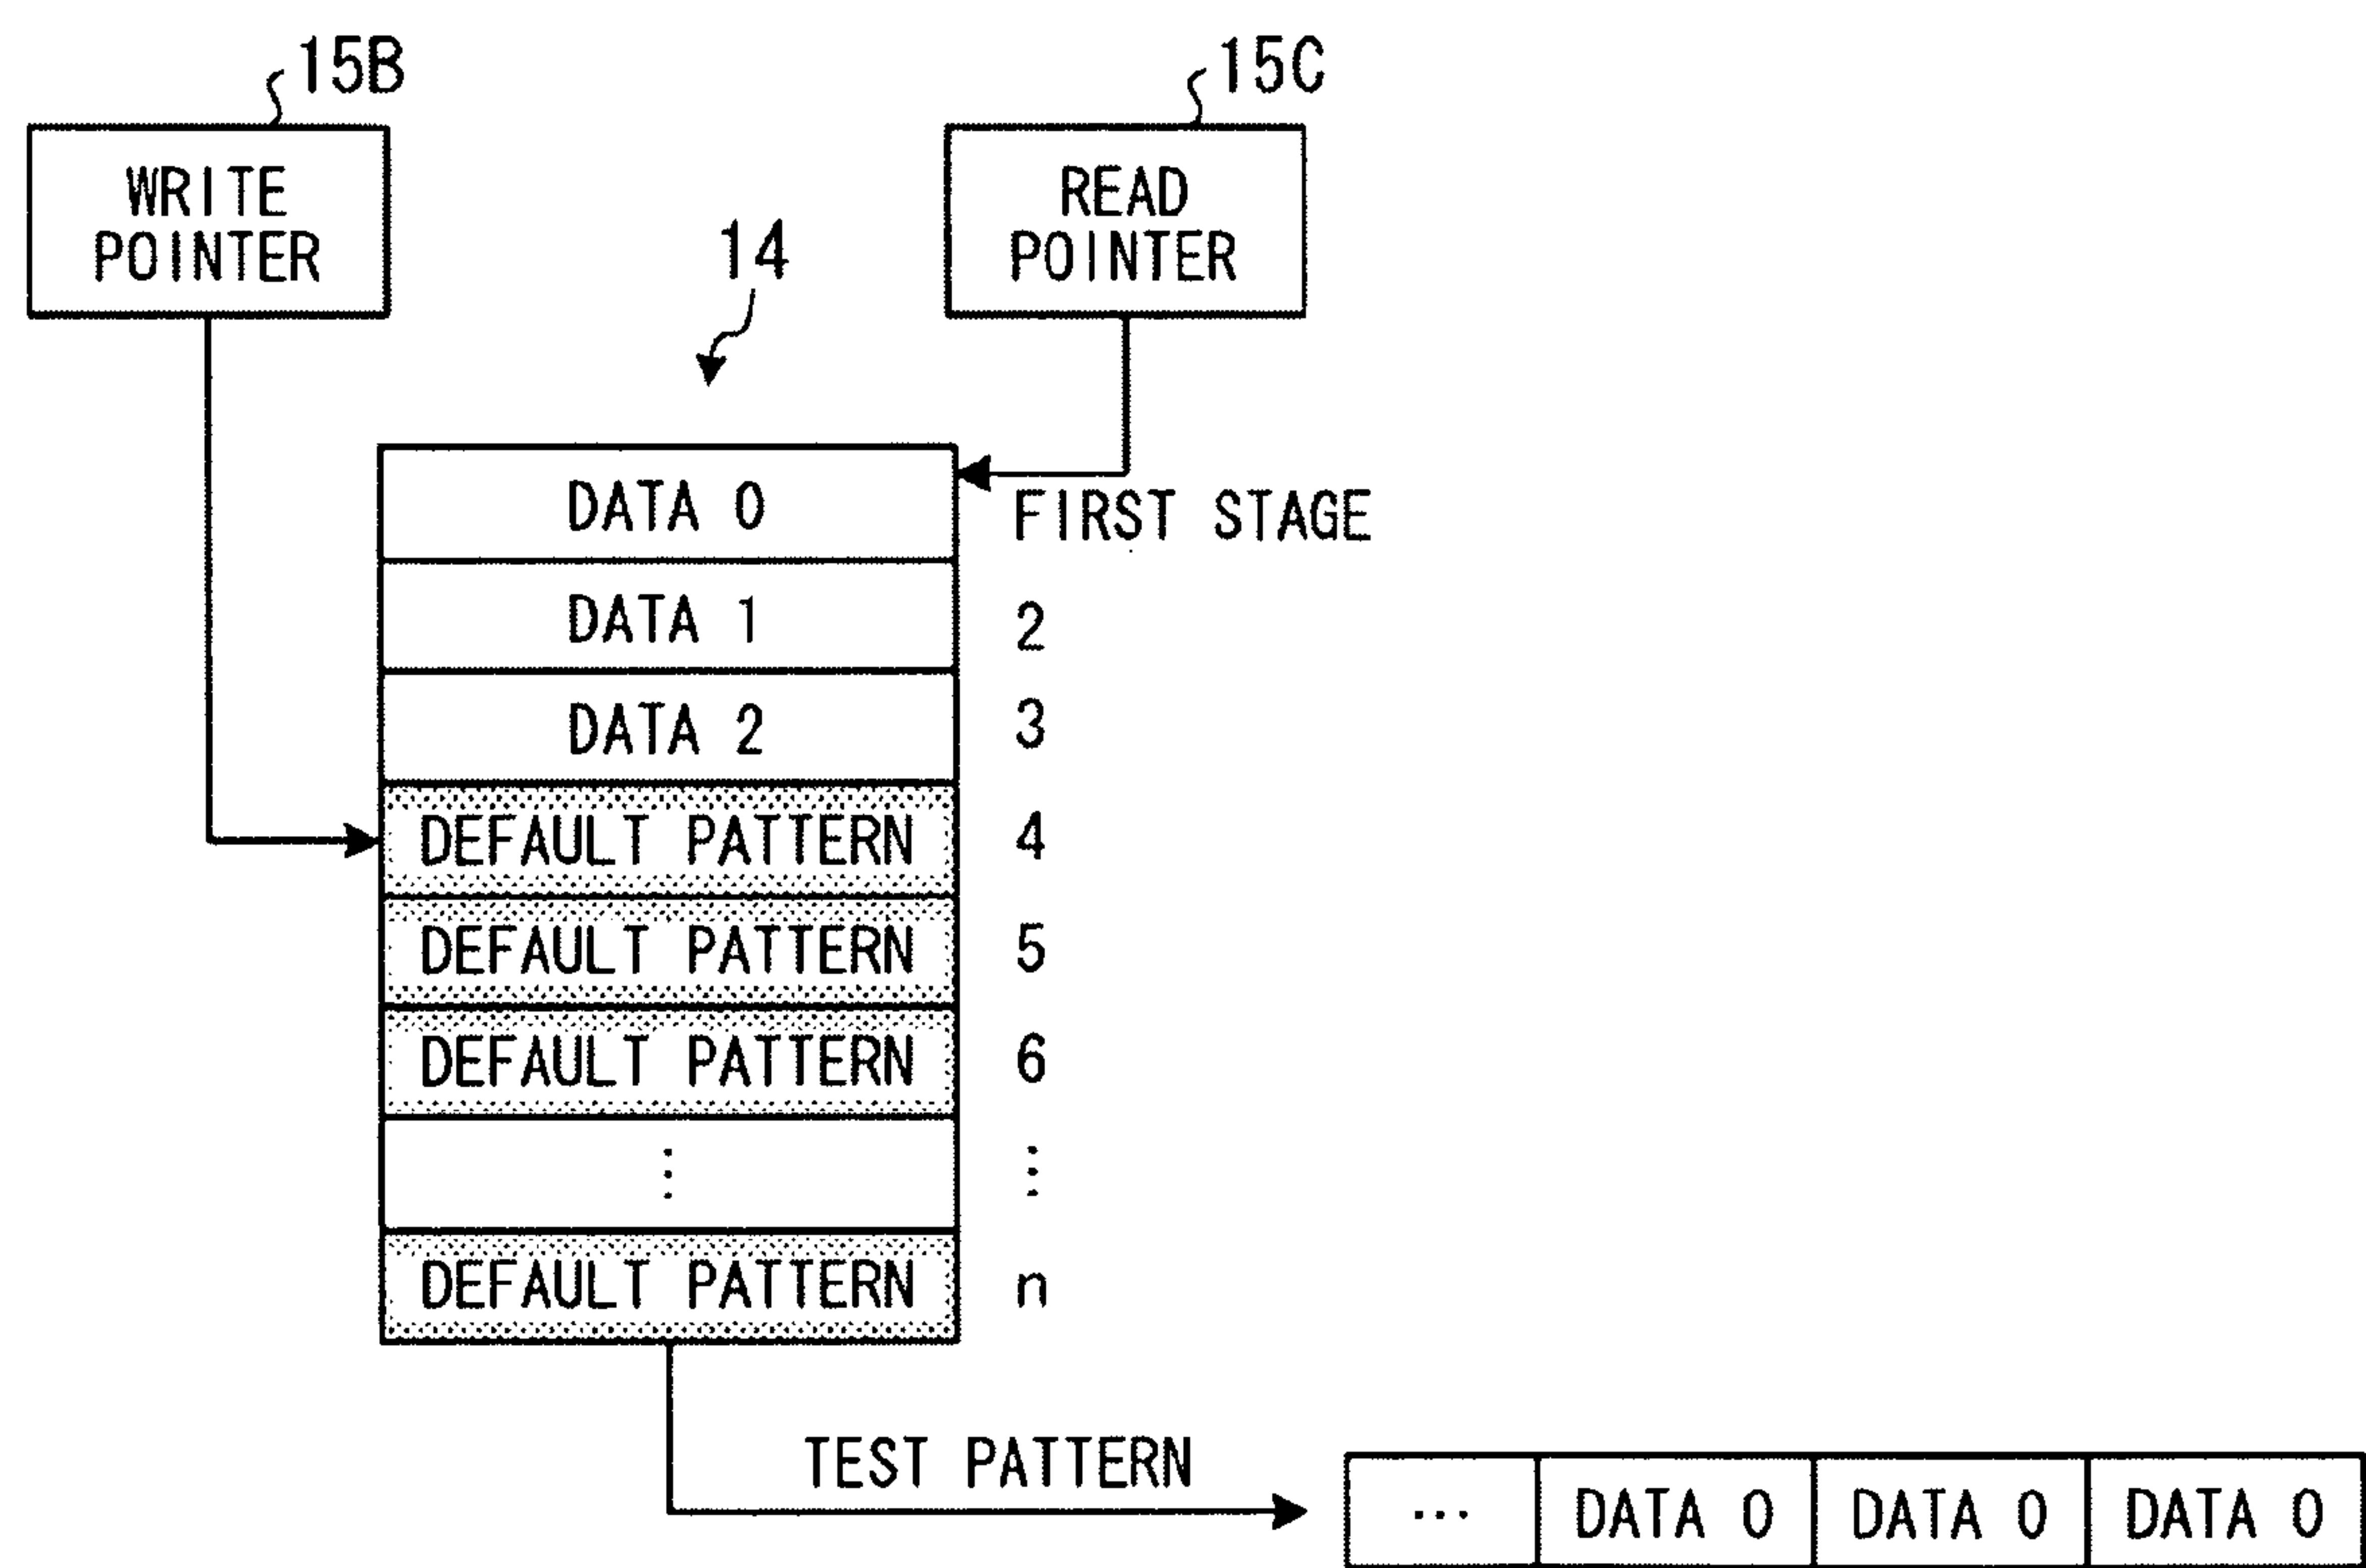 15B
15C
WRITE
POINTER
READ
POINTER
14
DATA 0
FIRST STAGE
DATA 1
2
DATA 2
3
DEFAULT PATTERN
4
DEFAULT PATTERN
5
DEFAULT PATTERN
6
⋮
⋮
DEFAULT PATTERN
n
TEST PATTERN
... DATA 0 DATA 0 DATA 0